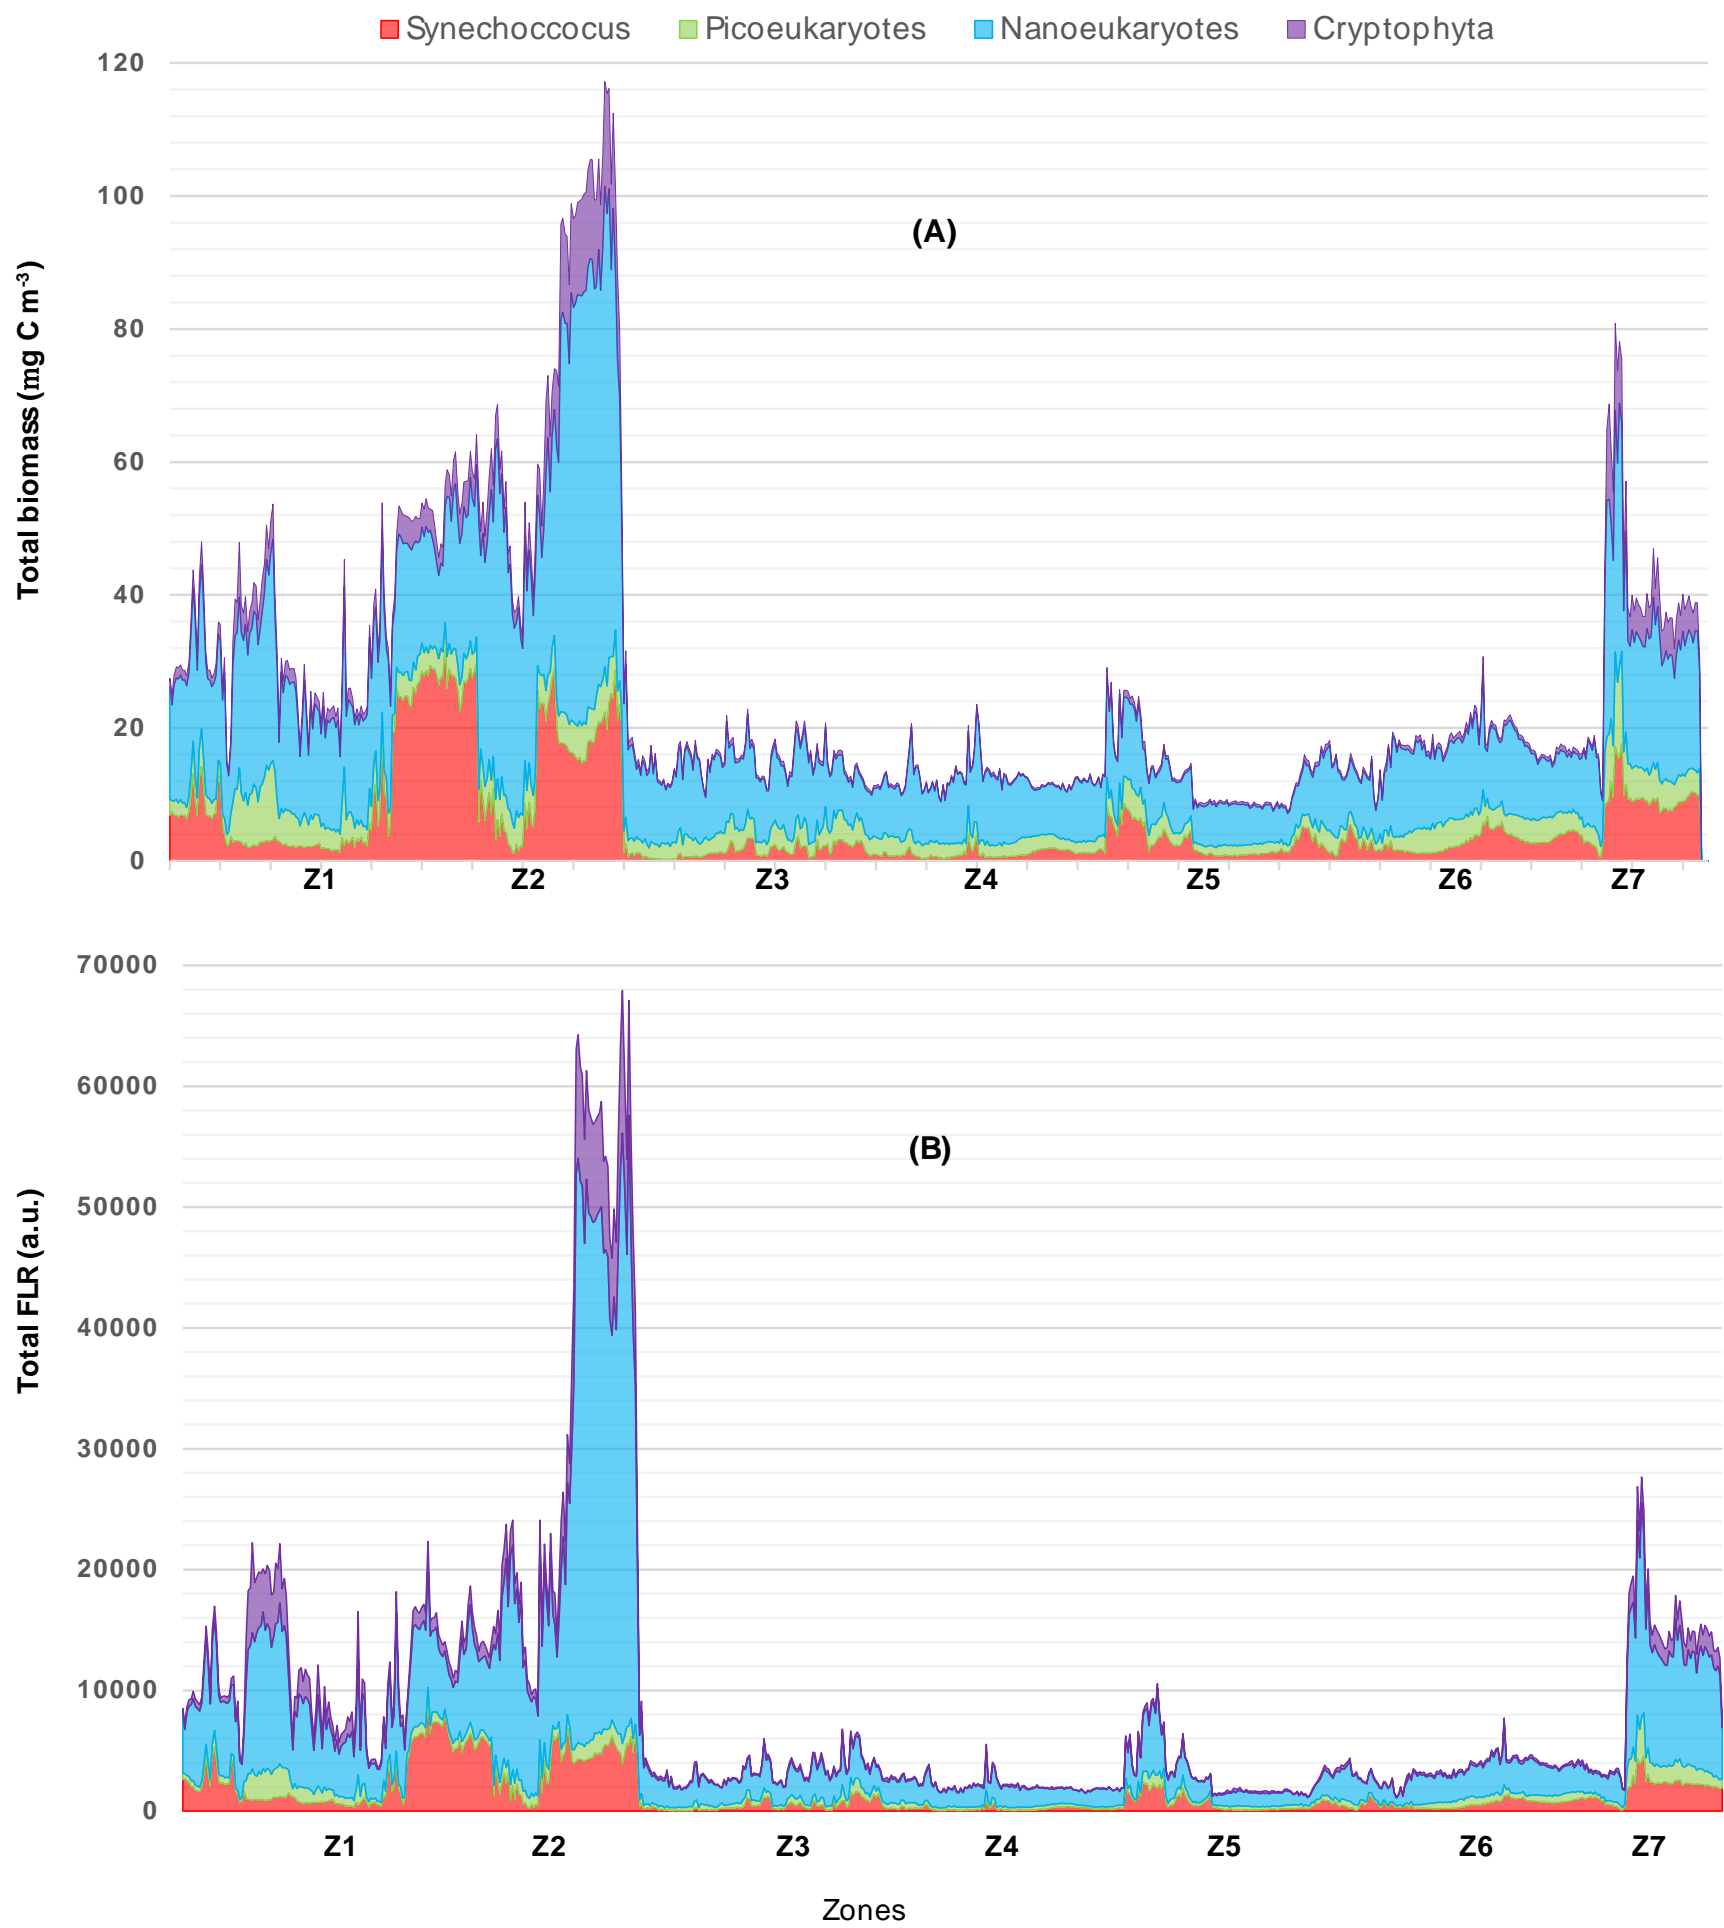 Synechoccocus Picoeukaryotes Nanoeukaryotes Cryptophyta
Total biomass (mg C m-3)
120
100
80
60
40
20
0
(A)
Z1 Z2 Z3 Z4 Z5 Z6 Z7
Total FLR (a.u.)
70000
60000
50000
40000
30000
20000
10000
0
(B)
Z1 Z2 Z3 Z4 Z5 Z6 Z7
Zones